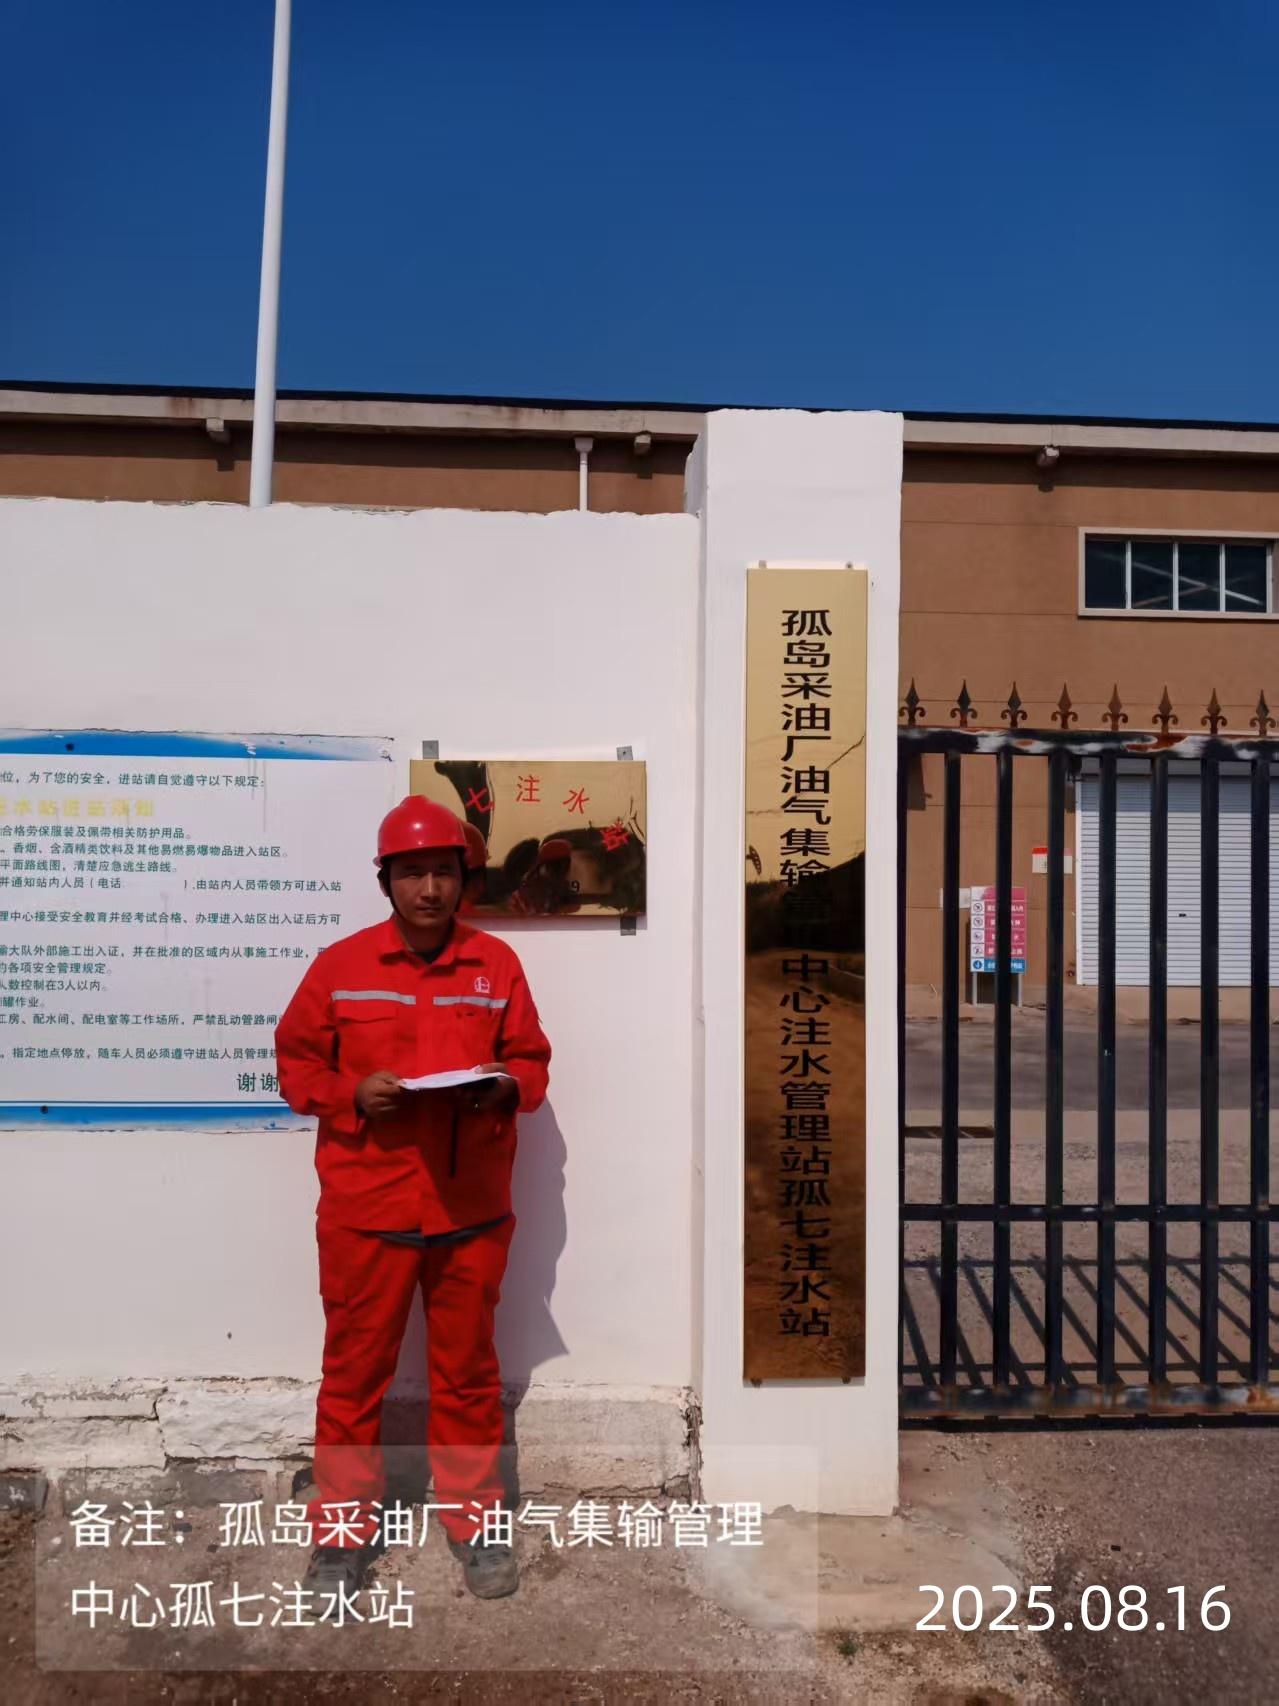 位，为了您的安全，进站请自觉遵守以下规定：
注水站进站须知
合格劳保服装及佩带相关防护用品。
、香烟、含酒精类饮料及其他易燃易爆物品进入站区。
平面路线图，清楚应急逃生路线。
并通知站内人员（电话 ）,由站内人员带领方可进入站
理中心接受安全教育并经考试合格、办理进入站区出入证后方可
输大队外部施工出入证，并在批准的区域内从事施工作业，
的各项安全管理规定。
人数控制在3人以内。
罐作业。
工房、配水间、配电室等工作场所，严禁乱动管路闸
，指定地点停放，随车人员必须遵守进站人员管理规
谢谢
七注水站
孤岛采油厂油气集输管理中心注水管理站孤七注水站
备注：孤岛采油厂油气集输管理
中心孤七注水站
2025.08.16